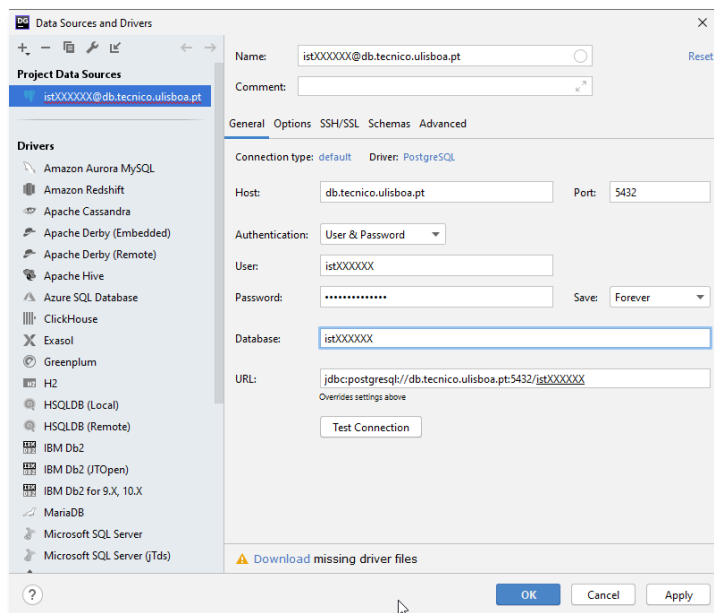 DG Data Sources and Drivers
Project Data Sources
istXXXXXX@db.tecnico.ulisboa.pt
Drivers
Amazon Aurora MySQL
Amazon Redshift
Apache Cassandra
Apache Derby (Embedded)
Apache Derby (Remote)
Apache Hive
Azure SQL Database
ClickHouse
Exasol
Greenplum
H2
HSQLDB (Local)
HSQLDB (Remote)
IBM Db2
IBM Db2 (JTOpen)
IBM Db2 for 9.X, 10.X
MariaDB
Microsoft SQL Server
Microsoft SQL Server (jTds)
Name: istXXXXXX@db.tecnico.ulisboa.pt Reset
Comment:
General Options SSH/SSL Schemas Advanced
Connection type: default Driver: PostgreSQL
Host: db.tecnico.ulisboa.pt Port: 5432
Authentication: User & Password
User: istXXXXXX
Password: •••••••••••••• Save: Forever
Database: istXXXXXX
URL: jdbc:postgresql://db.tecnico.ulisboa.pt:5432/istXXXXXX
Overrides settings above
Test Connection
Download missing driver files
? OK Cancel Apply